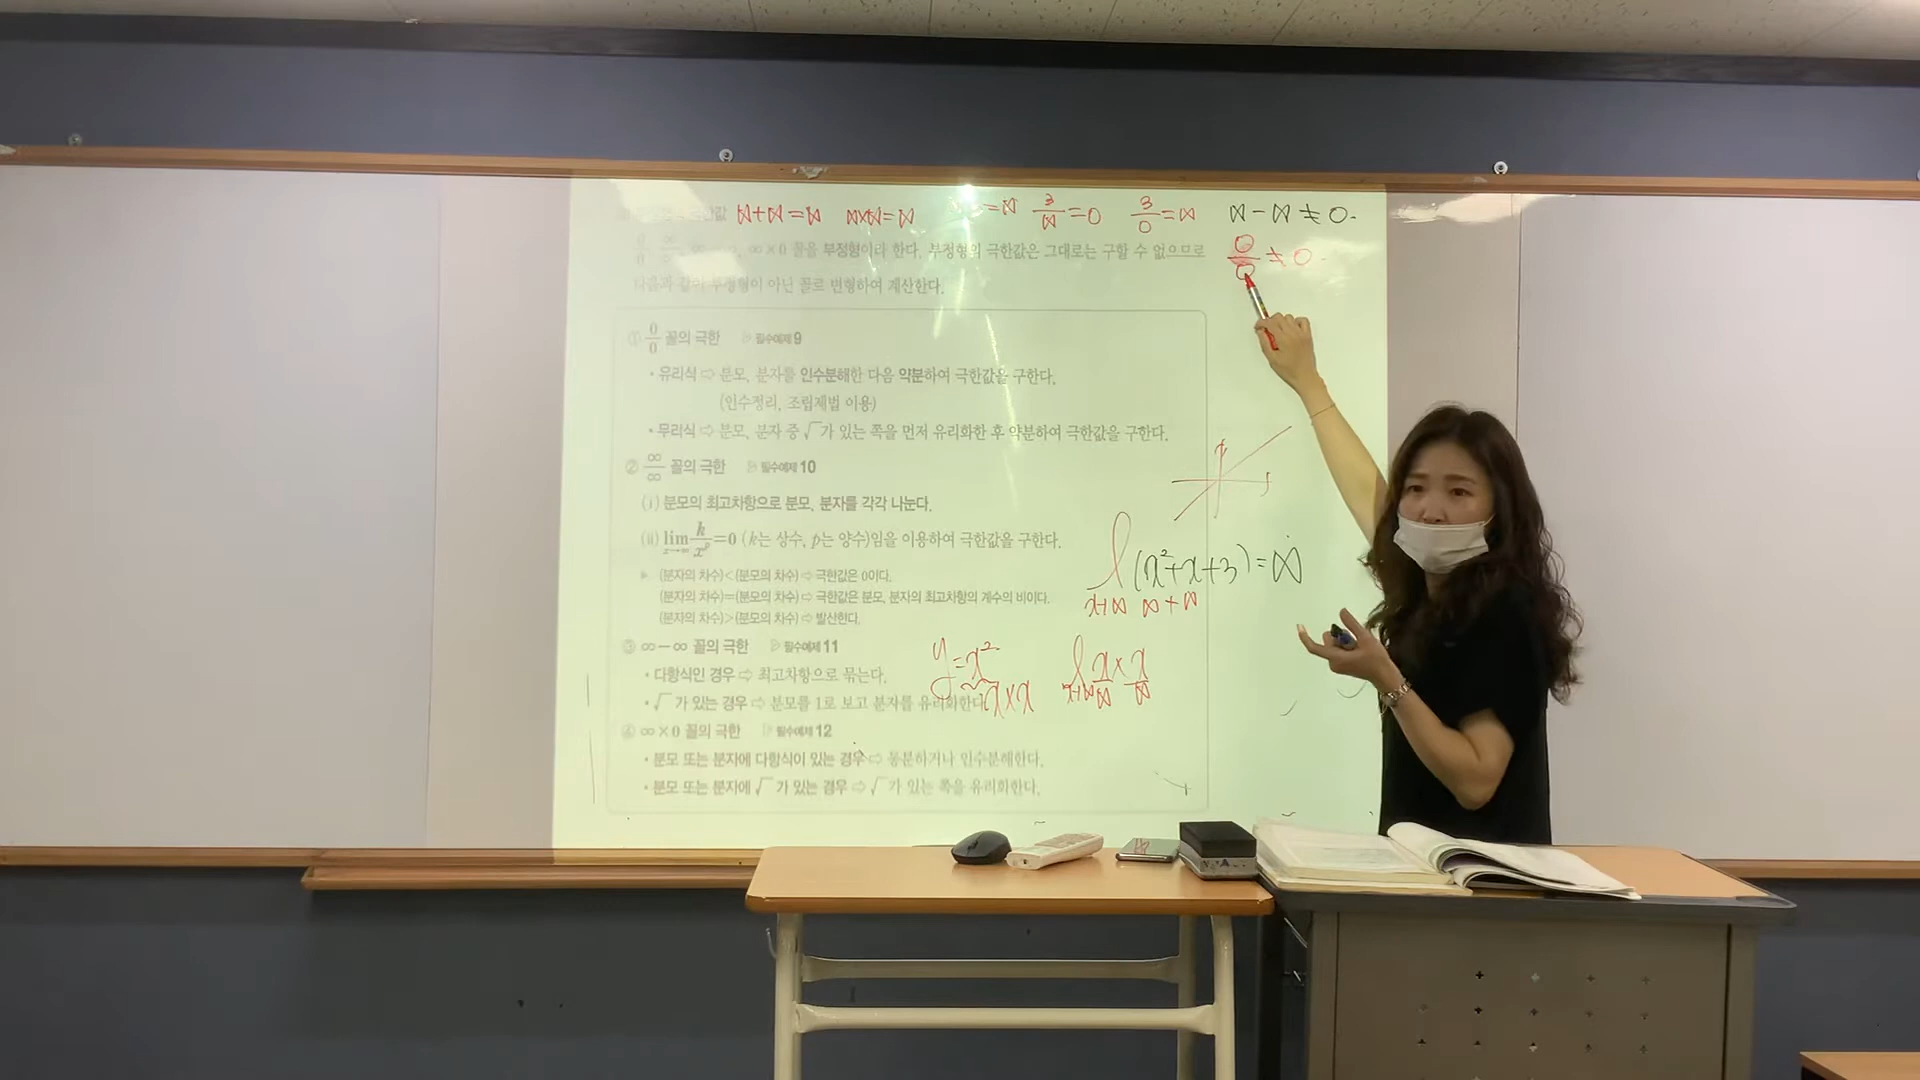 값 ∞+∞=∞ ∞×∞=∞ =∞ 3/∞=0 3/0=∞ ∞-∞≠0.
∞×0 꼴을 부정형이라 한다. 부정형의 극한값은 그대로는 구할 수 없으므로
0/0≠0.
다음과 같이 부정형이 아닌 꼴로 변형하여 계산한다.
① 0/0 꼴의 극한 ▷필수예제 9
• 유리식 ⇨ 분모, 분자를 인수분해한 다음 약분하여 극한값을 구한다.
(인수정리, 조립제법 이용)
• 무리식 ⇨ 분모, 분자 중 √ 가 있는 쪽을 먼저 유리화한 후 약분하여 극한값을 구한다.
② ∞/∞ 꼴의 극한 ▷필수예제 10
(i) 분모의 최고차항으로 분모, 분자를 각각 나눈다.
(ii) lim x→∞ k/x^p=0 (k는 상수, p는 양수)임을 이용하여 극한값을 구한다.
▶ (분자의 차수)<(분모의 차수) ⇨ 극한값은 0이다.
(분자의 차수)=(분모의 차수) ⇨ 극한값은 분모, 분자의 최고차항의 계수의 비이다.
(분자의 차수)>(분모의 차수) ⇨ 발산한다.
(x²+x+3)=∞
x→∞ ∞+∞
③ ∞-∞ 꼴의 극한 ▷필수예제 11
• 다항식인 경우 ⇨ 최고차항으로 묶는다.
• √ 가 있는 경우 ⇨ 분모를 1로 보고 분자를 유리화한다.
y=x²
x×x
x×x
x→∞ ∞ ∞
④ ∞×0 꼴의 극한 ▷필수예제 12
• 분모 또는 분자에 다항식이 있는 경우 ⇨ 통분하거나 인수분해한다.
• 분모 또는 분자에 √ 가 있는 경우 ⇨ √ 가 있는 쪽을 유리화한다.